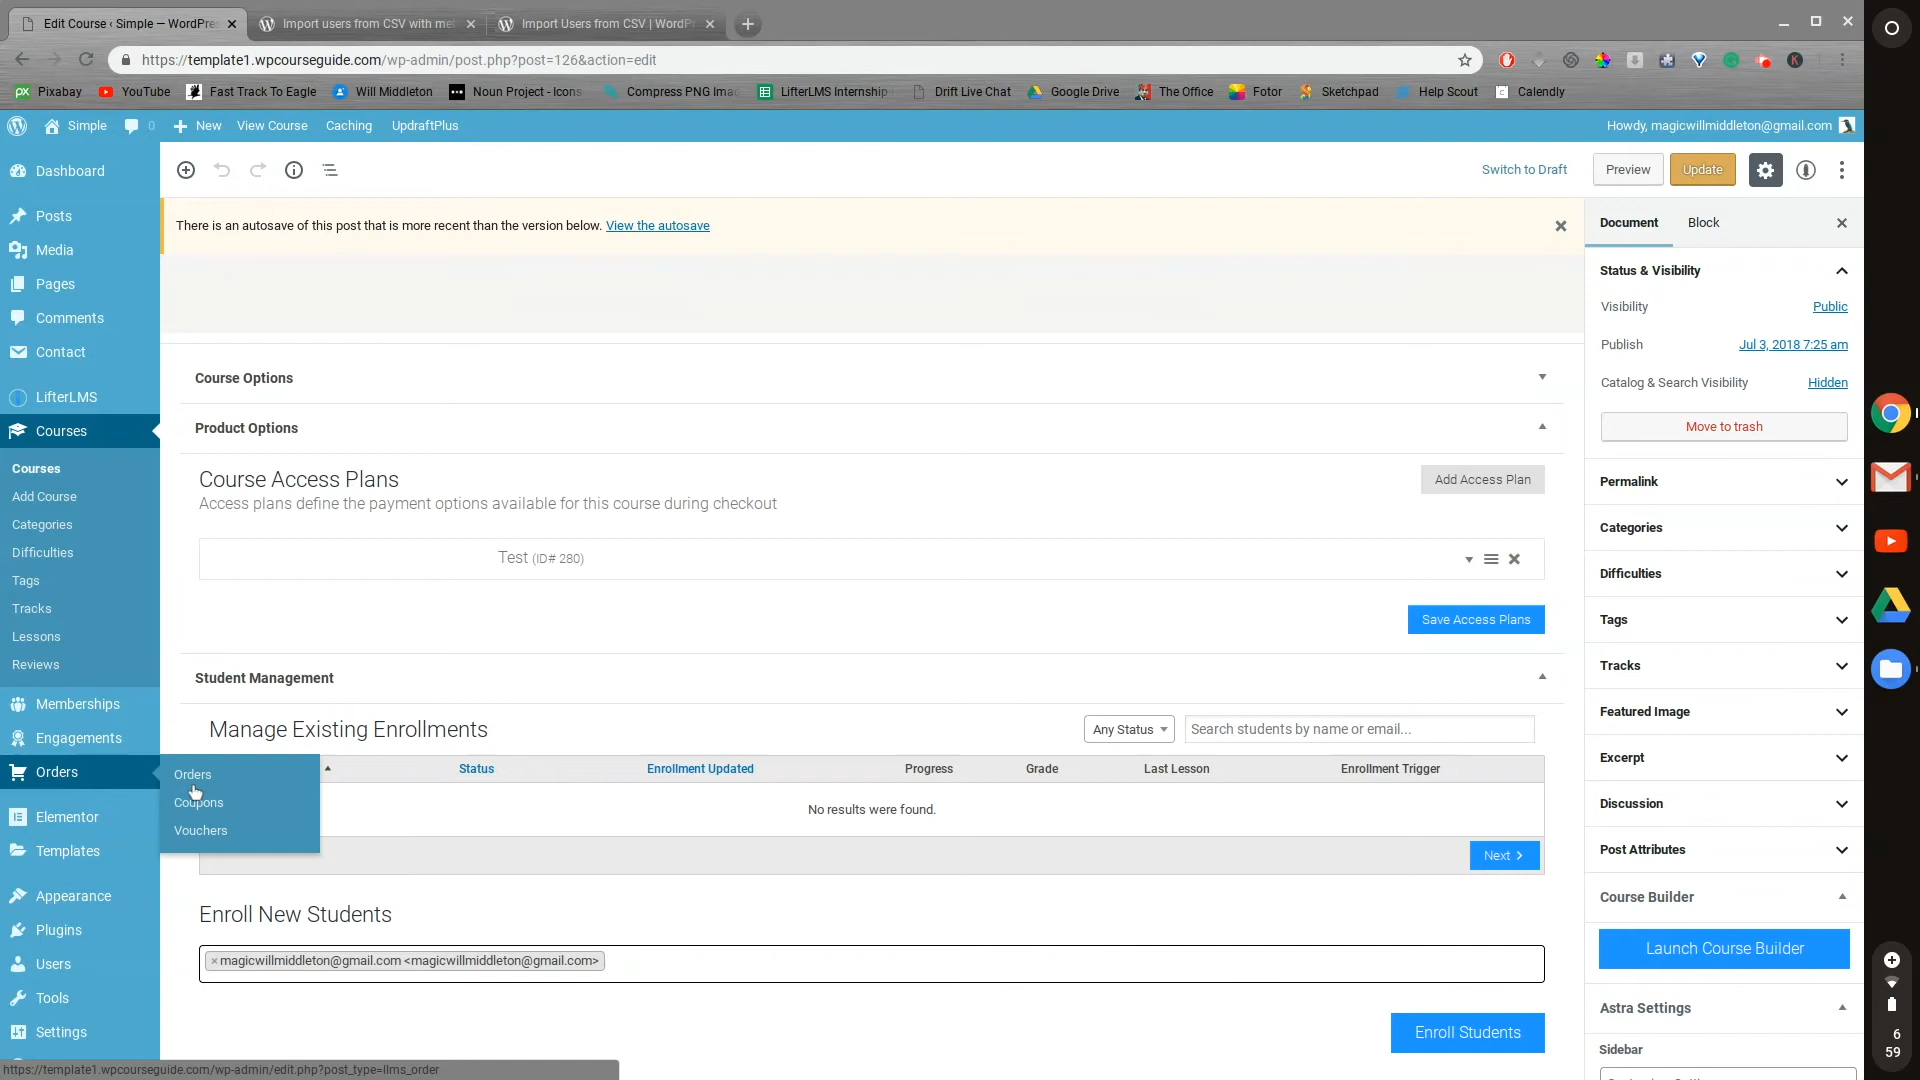 Edit Course ‹ Simple — WordPre
Import users from CSV with me
Import Users from CSV | WordP
https://template1.wpcourseguide.com/wp-admin/post.php?post=126&action=edit
Pixabay
YouTube
Fast Track To Eagle
Will Middleton
Noun Project - Icons
Compress PNG Ima
LifterLMS Internship
Drift Live Chat
Google Drive
The Office
Fotor
Sketchpad
Help Scout
Calendly
Simple
0
New
View Course
Caching
UpdraftPlus
Howdy, magicwillmiddleton@gmail.com
Dashboard
Posts
Media
Pages
Comments
Contact
LifterLMS
Courses
Courses
Add Course
Categories
Difficulties
Tags
Tracks
Lessons
Reviews
Memberships
Engagements
Orders
Orders
Coupons
Vouchers
Elementor
Templates
Appearance
Plugins
Users
Tools
Settings
https://template1.wpcourseguide.com/wp-admin/edit.php?post_type=llms_order
Switch to Draft
Preview
Update
There is an autosave of this post that is more recent than the version below. View the autosave
Course Options
Product Options
Course Access Plans
Add Access Plan
Access plans define the payment options available for this course during checkout
Test (ID# 280)
Save Access Plans
Student Management
Manage Existing Enrollments
Any Status
Search students by name or email...
Status
Enrollment Updated
Progress
Grade
Last Lesson
Enrollment Trigger
No results were found.
Next
Enroll New Students
× magicwillmiddleton@gmail.com <magicwillmiddleton@gmail.com>
Enroll Students
Document
Block
Status & Visibility
Visibility
Public
Publish
Jul 3, 2018 7:25 am
Catalog & Search Visibility
Hidden
Move to trash
Permalink
Categories
Difficulties
Tags
Tracks
Featured Image
Excerpt
Discussion
Post Attributes
Course Builder
Launch Course Builder
Astra Settings
Sidebar
6
59